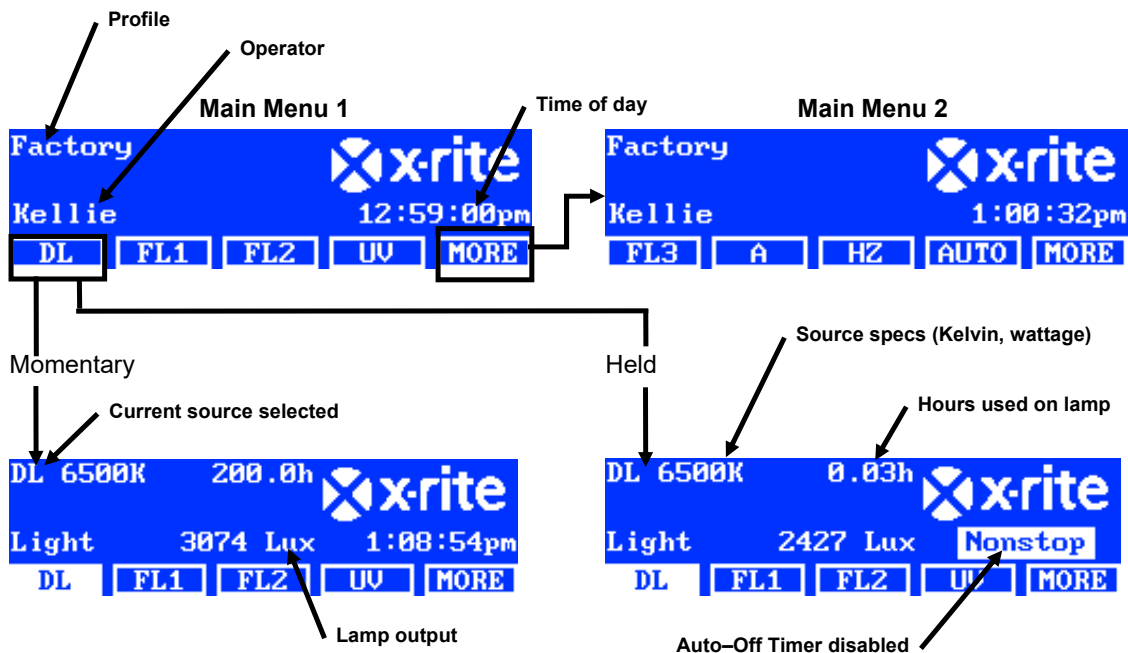 Profile
Operator
Main Menu 1
Time of day
Main Menu 2
Factory
x·rite
Kellie
12:59:00pm
DL FL1 FL2 UV MORE
Factory
x·rite
Kellie
1:00:32pm
FL3 A HZ AUTO MORE
Momentary
Held
Source specs (Kelvin, wattage)
Current source selected
Hours used on lamp
DL 6500K 200.0h
x·rite
Light 3074 Lux 1:08:54pm
DL FL1 FL2 UV MORE
Lamp output
DL 6500K 0.03h
x·rite
Light 2427 Lux Nonstop
DL FL1 FL2 UV MORE
Auto–Off Timer disabled